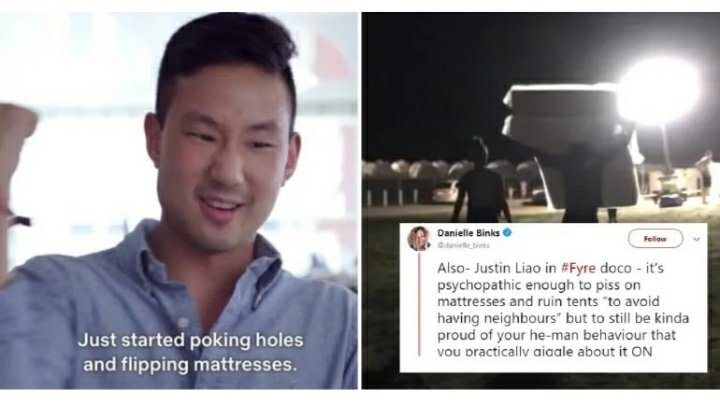 Just started poking holes
and flipping mattresses.
Danielle Binks
@danielle_binks
Follow
Also- Justin Liao in #Fyre doco - it's
psychopathic enough to piss on
mattresses and ruin tents "to avoid
having neighbours" but to still be kinda
proud of your he-man behaviour that
you practically giggle about it ON